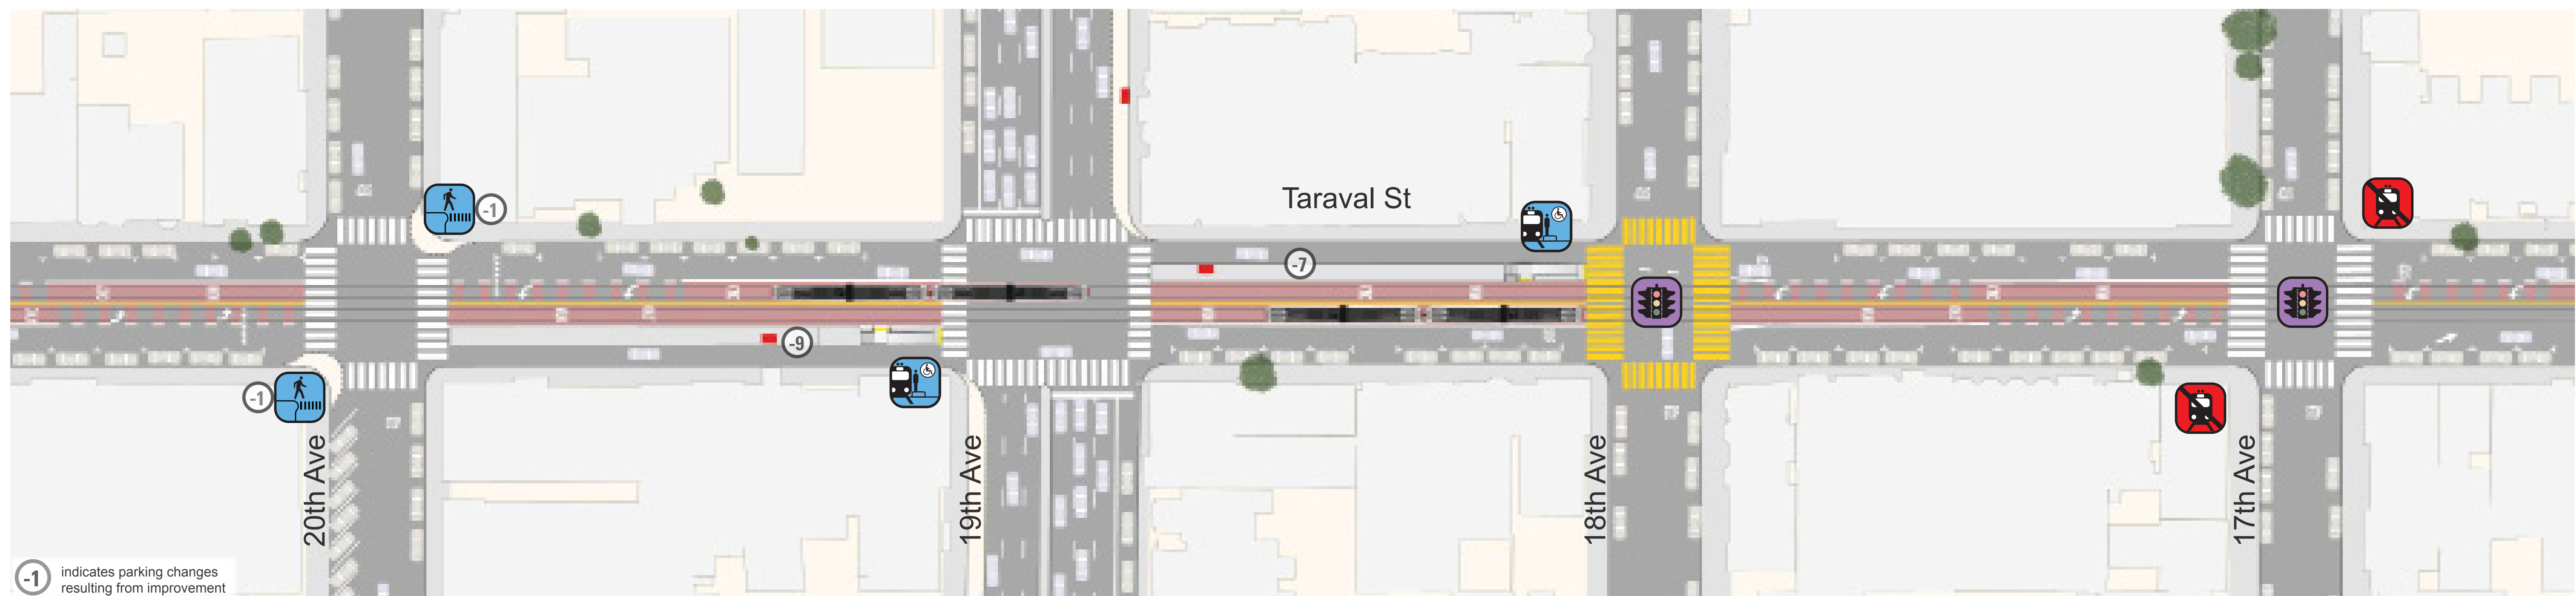 Taraval St
-1
-7
-9
-1
20th Ave
19th Ave
18th Ave
17th Ave
-1
indicates parking changes
resulting from improvement